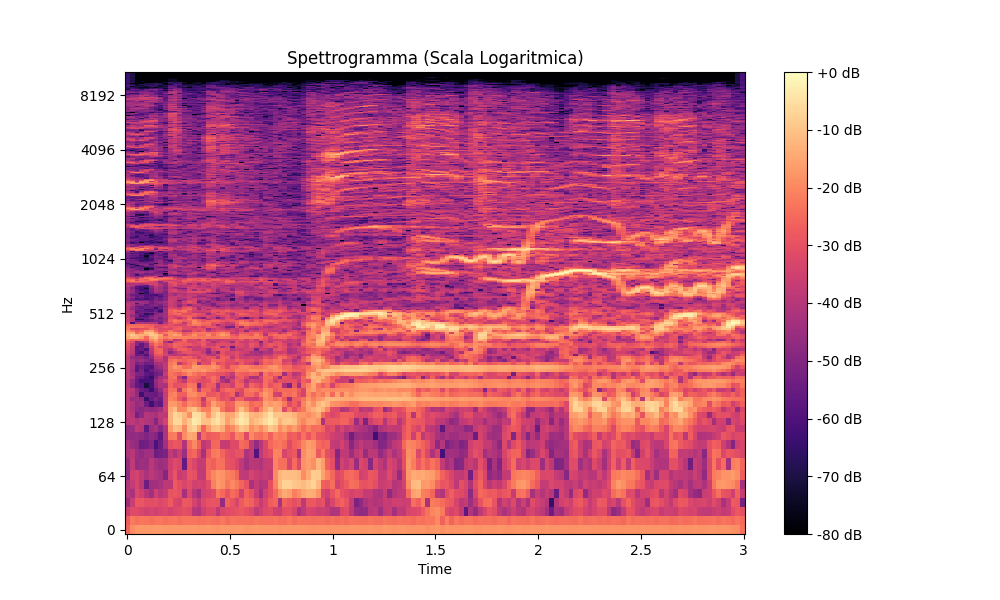 Spettrogramma (Scala Logaritmica)
Hz
8192
4096
2048
1024
512
256
128
64
0
0
0.5
1
1.5
2
2.5
3
Time
+0 dB
-10 dB
-20 dB
-30 dB
-40 dB
-50 dB
-60 dB
-70 dB
-80 dB